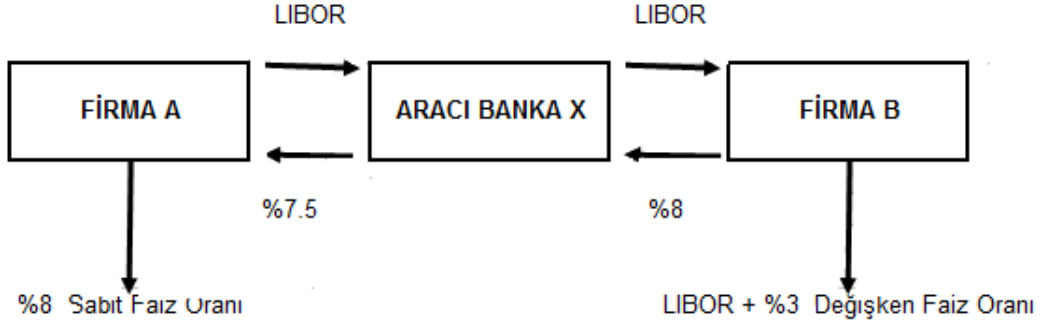 LIBOR LIBOR
FİRMA A ARACI BANKA X FİRMA B
%7.5 %8
%8 Sabit Faiz Oranı LIBOR + %3 Değişken Faiz Oranı